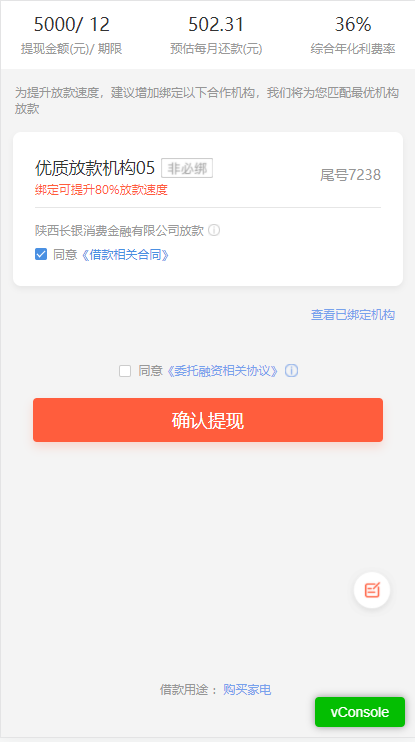 5000/ 12 502.31 36%
提现金额(元)/ 期限 预估每月还款(元) 综合年化利费率
为提升放款速度，建议增加绑定以下合作机构，我们将为您匹配最优机构
放款
优质放款机构05 非必绑 尾号7238
绑定可提升80%放款速度
陕西长银消费金融有限公司放款
同意《借款相关合同》
查看已绑定机构
同意《委托融资相关协议》
确认提现
借款用途： 购买家电
vConsole